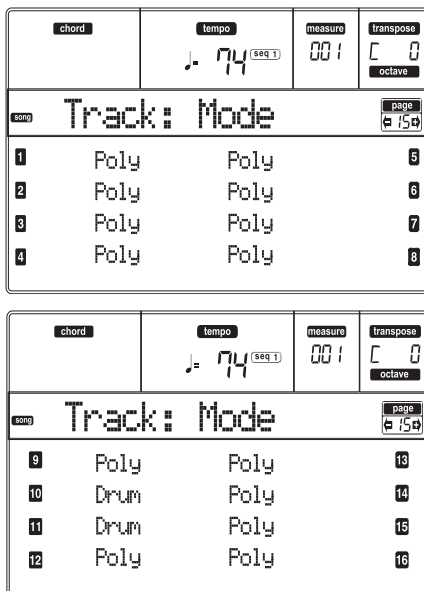 chord tempo measure transpose
♩= 74 seq 1 001 C 0
octave
song Track: Mode page
15
1 Poly Poly 5
2 Poly Poly 6
3 Poly Poly 7
4 Poly Poly 8
chord tempo measure transpose
♩= 74 seq 1 001 C 0
octave
song Track: Mode page
15
9 Poly Poly 13
10 Drum Poly 14
11 Drum Poly 15
12 Poly Poly 16